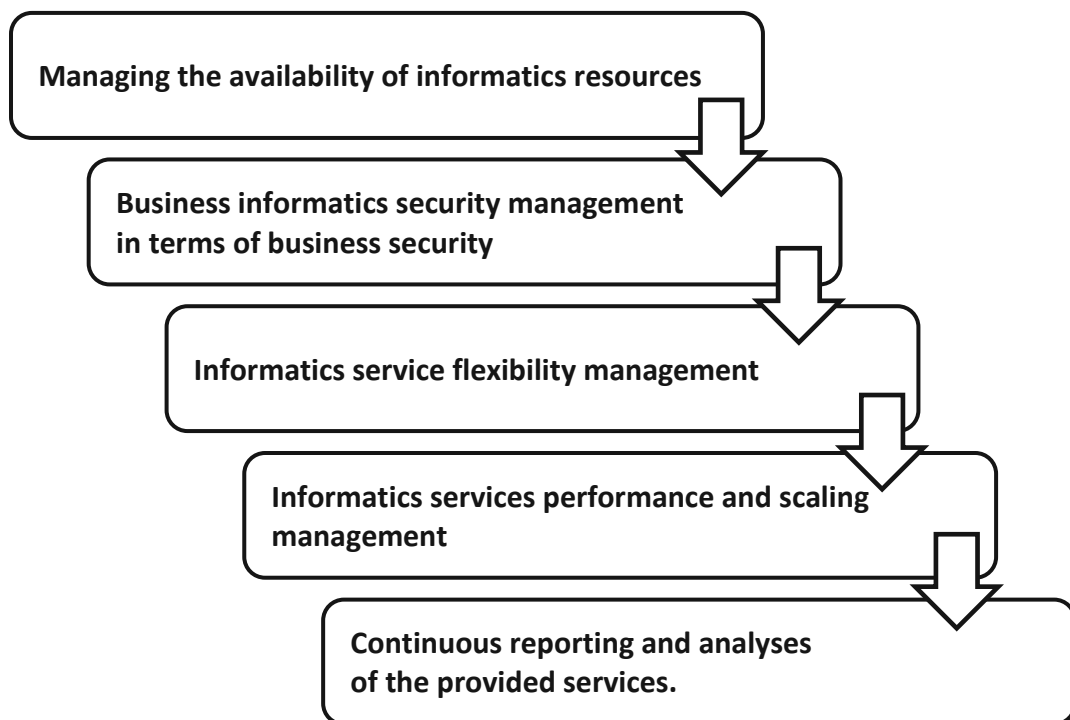 Managing the availability of informatics resources
Business informatics security management
in terms of business security
Informatics service flexibility management
Informatics services performance and scaling
management
Continuous reporting and analyses
of the provided services.